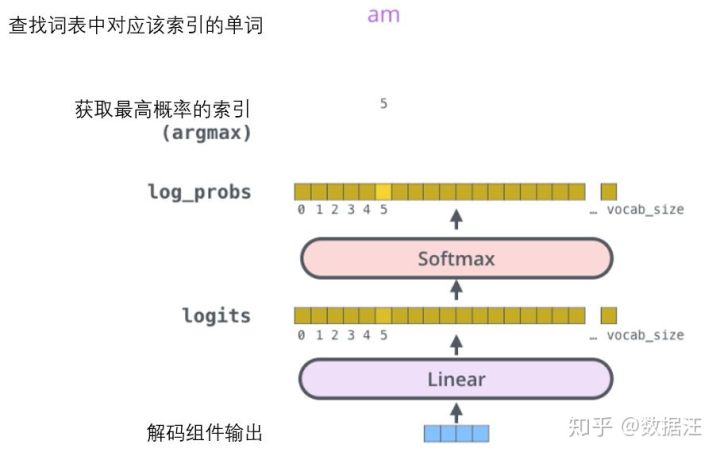 查找词表中对应该索引的单词
am
获取最高概率的索引
(argmax)
5
log_probs
0 1 2 3 4 5 … vocab_size
Softmax
logits
0 1 2 3 4 5 … vocab_size
Linear
解码组件输出
知乎 @数据汪